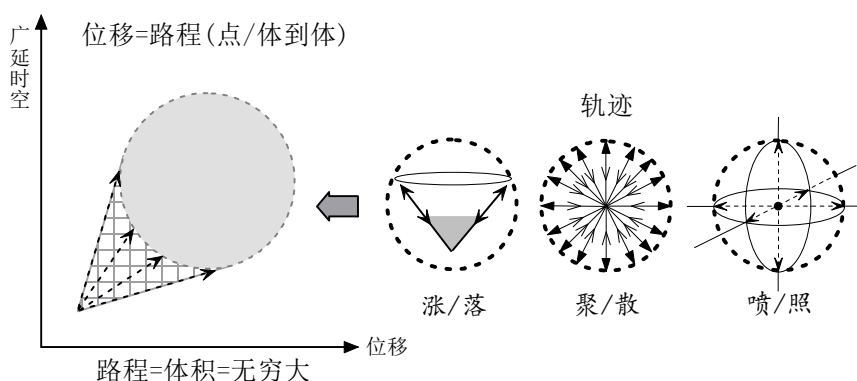 广延时空
位移=路程(点/体到体)
轨迹
涨/落
聚/散
喷/照
位移
路程=体积=无穷大